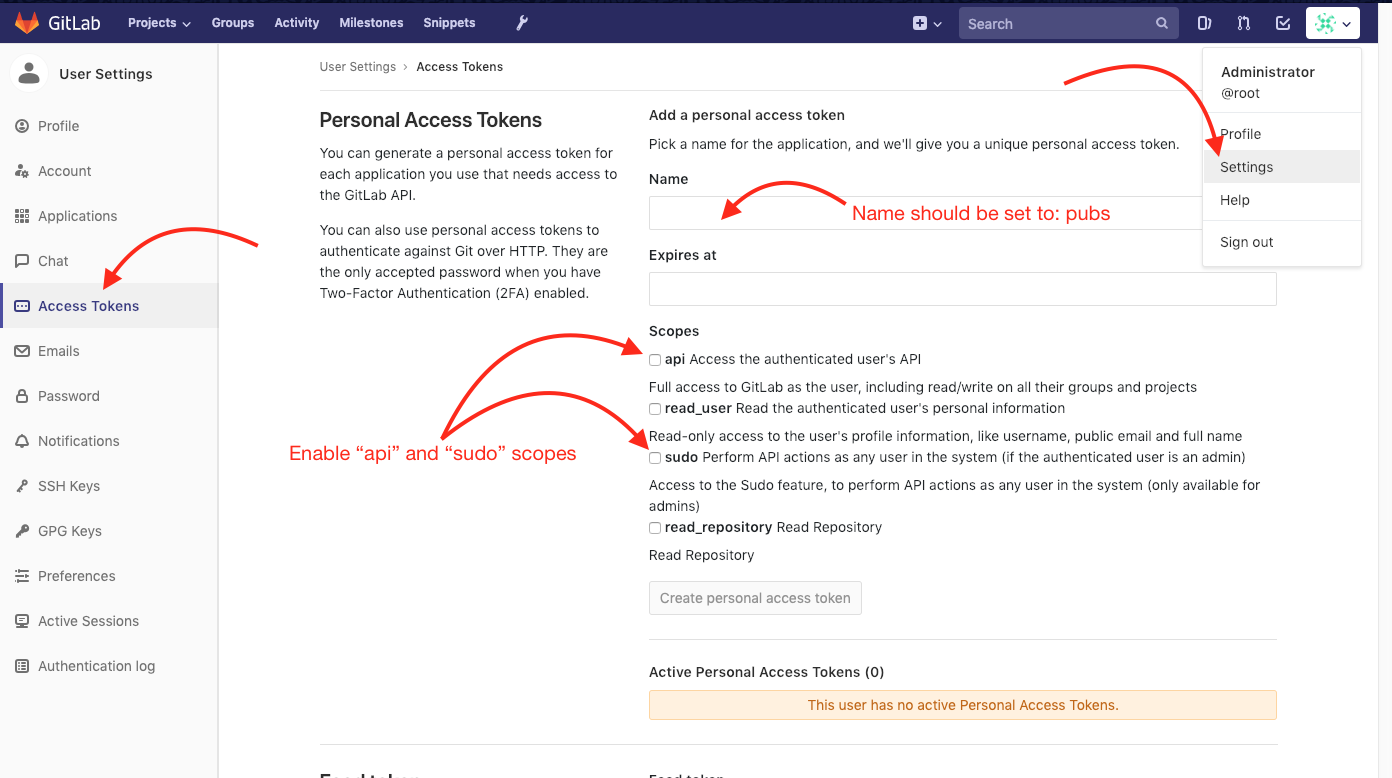 GitLab Projects Groups Activity Milestones Snippets Search
User Settings
Profile
Account
Applications
Chat
Access Tokens
Emails
Password
Notifications
SSH Keys
GPG Keys
Preferences
Active Sessions
Authentication log
User Settings › Access Tokens
Personal Access Tokens
You can generate a personal access token for
each application you use that needs access to
the GitLab API.
You can also use personal access tokens to
authenticate against Git over HTTP. They are
the only accepted password when you have
Two-Factor Authentication (2FA) enabled.
Enable “api” and “sudo” scopes
Add a personal access token
Pick a name for the application, and we'll give you a unique personal access token.
Name
Name should be set to: pubs
Expires at
Scopes
api Access the authenticated user's API
Full access to GitLab as the user, including read/write on all their groups and projects
read_user Read the authenticated user's personal information
Read-only access to the user's profile information, like username, public email and full name
sudo Perform API actions as any user in the system (if the authenticated user is an admin)
Access to the Sudo feature, to perform API actions as any user in the system (only available for
admins)
read_repository Read Repository
Read Repository
Create personal access token
Active Personal Access Tokens (0)
This user has no active Personal Access Tokens.
Administrator
@root
Profile
Settings
Help
Sign out
Feed token
Feed token